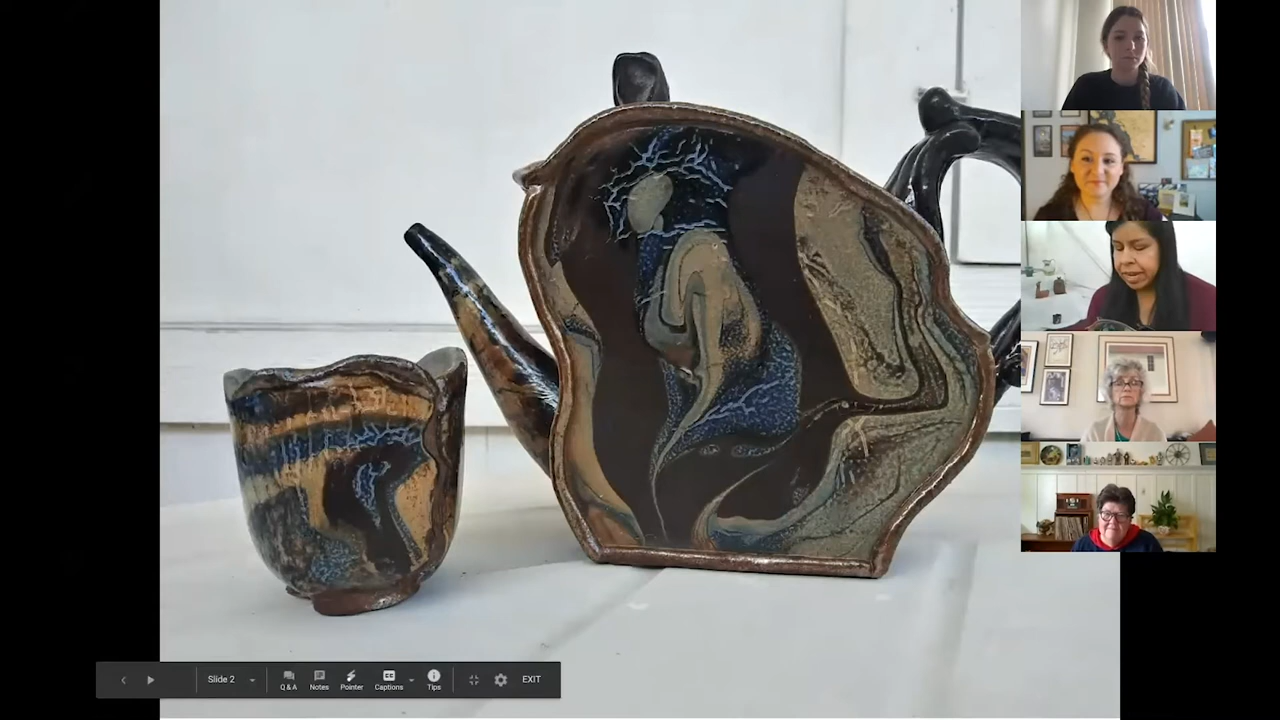 Slide 2
Q & A
Notes
Pointer
Captions
Tips
EXIT